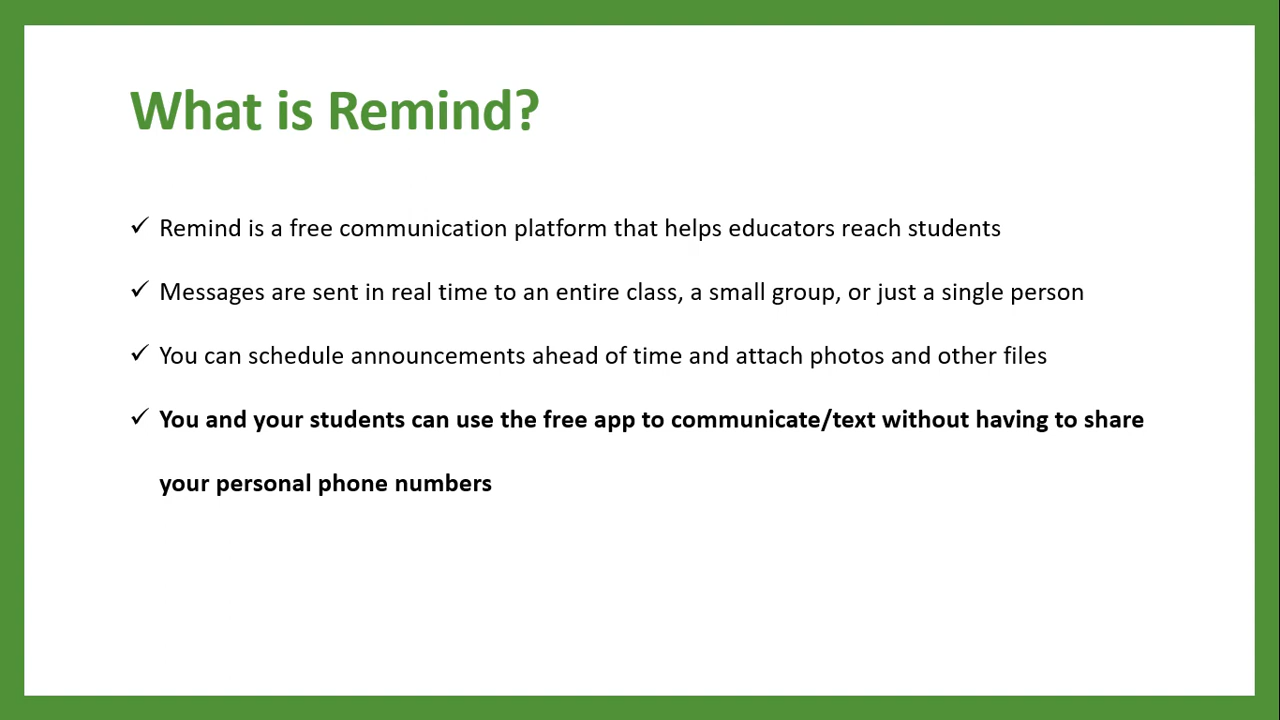 What is Remind?
✓ Remind is a free communication platform that helps educators reach students
✓ Messages are sent in real time to an entire class, a small group, or just a single person
✓ You can schedule announcements ahead of time and attach photos and other files
✓ You and your students can use the free app to communicate/text without having to share
your personal phone numbers